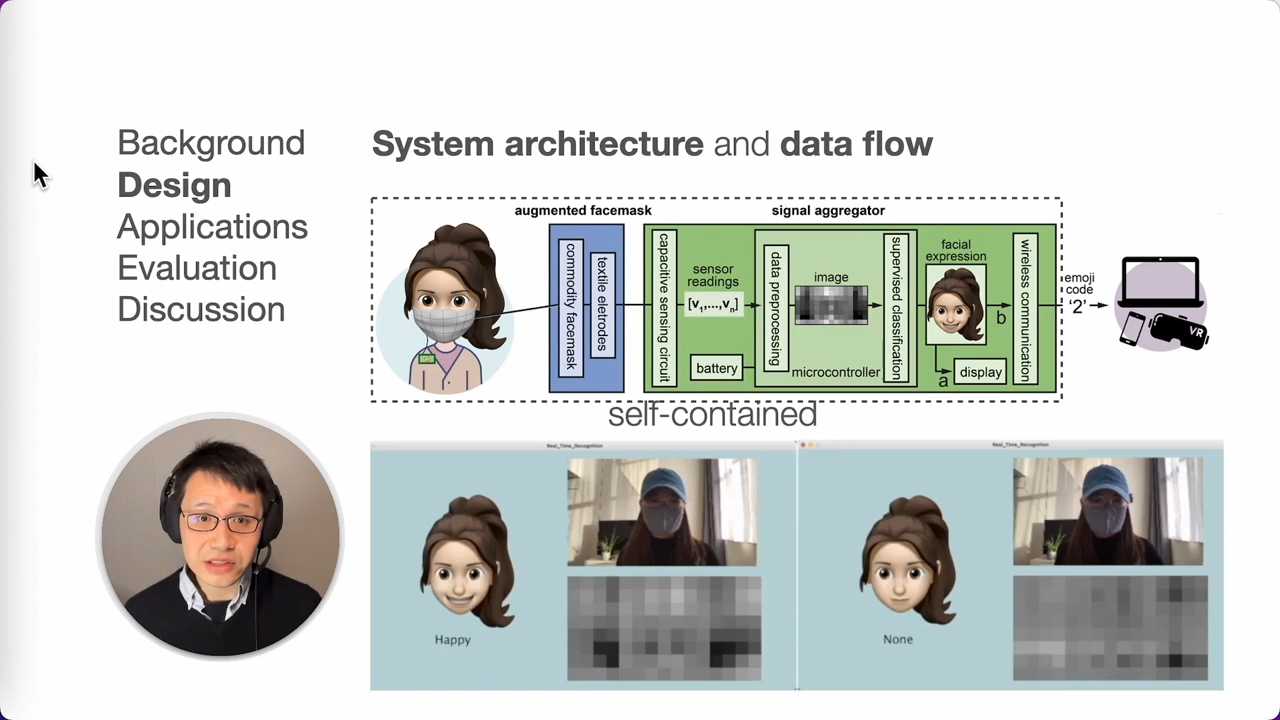 Background
Design
Applications
Evaluation
Discussion
System architecture and data flow
augmented facemask
signal aggregator
commodity facemask
textile eletrodes
capacitive sensing circuit
sensor
readings
[v1,...,vn]
battery
data preprocessing
image
microcontroller
supervised classification
facial
expression
b
a
display
wireless communication
emoji
code
'2'
VR
self-contained
Real_Time_Recognition
Happy
Real_Time_Recognition
None